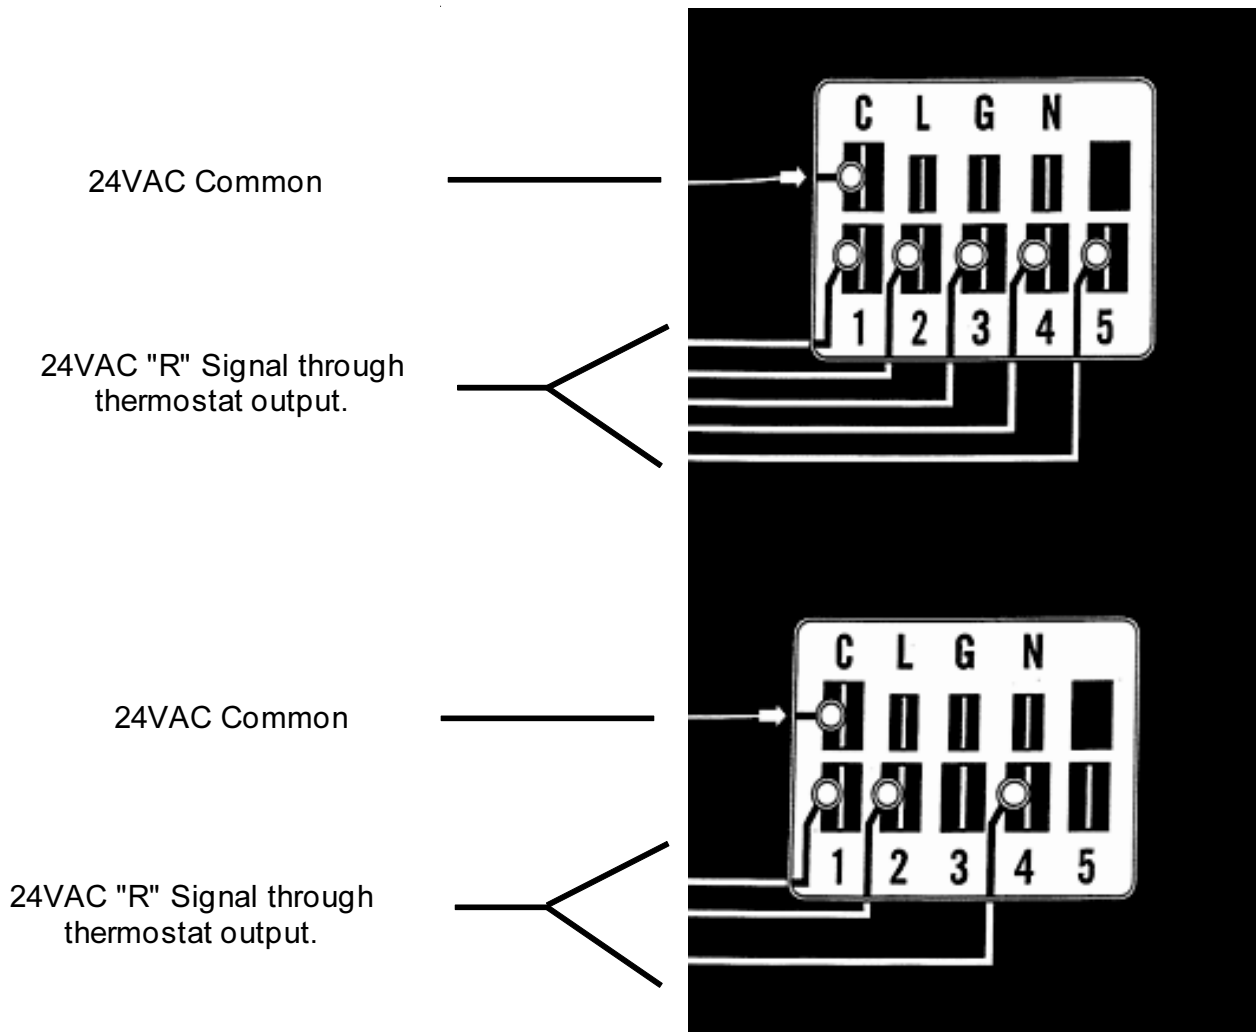 C L G N
24VAC Common
1 2 3 4 5
24VAC "R" Signal through
thermostat output.
C L G N
24VAC Common
1 2 3 4 5
24VAC "R" Signal through
thermostat output.